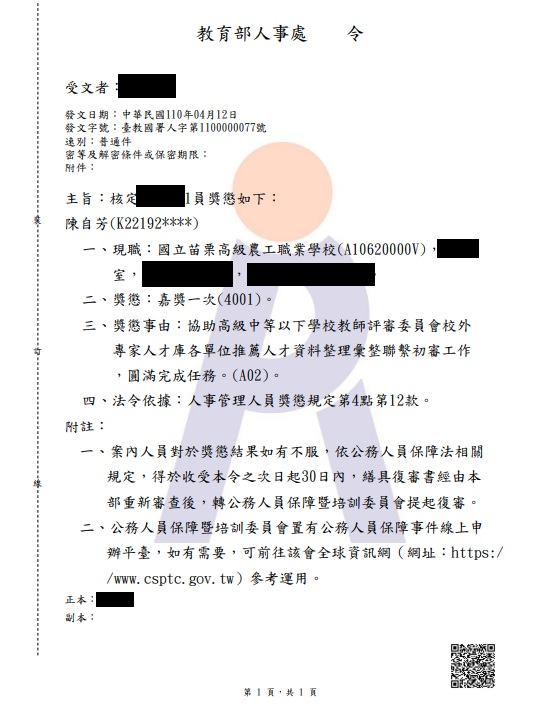 教育部人事處　　令
受文者：
發文日期：中華民國110年04月12日
發文字號：臺教國署人字第1100000077號
速別：普通件
密等及解密條件或保密期限：
附件：
主旨：核定 1員獎懲如下：
陳自芳(K22192****)
一、現職：國立苗栗高級農工職業學校(A10620000V)，
室， ，
二、獎懲：嘉獎一次(4001)。
三、獎懲事由：協助高級中等以下學校教師評審委員會校外
專家人才庫各單位推薦人才資料整理彙整聯繫初審工作
，圓滿完成任務。(A02)。
四、法令依據：人事管理人員獎懲規定第4點第12款。
附註：
一、案內人員對於獎懲結果如有不服，依公務人員保障法相關
規定，得於收受本令之次日起30日內，繕具復審書經由本
部重新審查後，轉公務人員保障暨培訓委員會提起復審。
二、公務人員保障暨培訓委員會置有公務人員保障事件線上申
辦平臺，如有需要，可前往該會全球資訊網（網址：https:/
/www.csptc.gov.tw）參考運用。
正本：
副本：
裝
訂
線
第 1 頁，共 1 頁